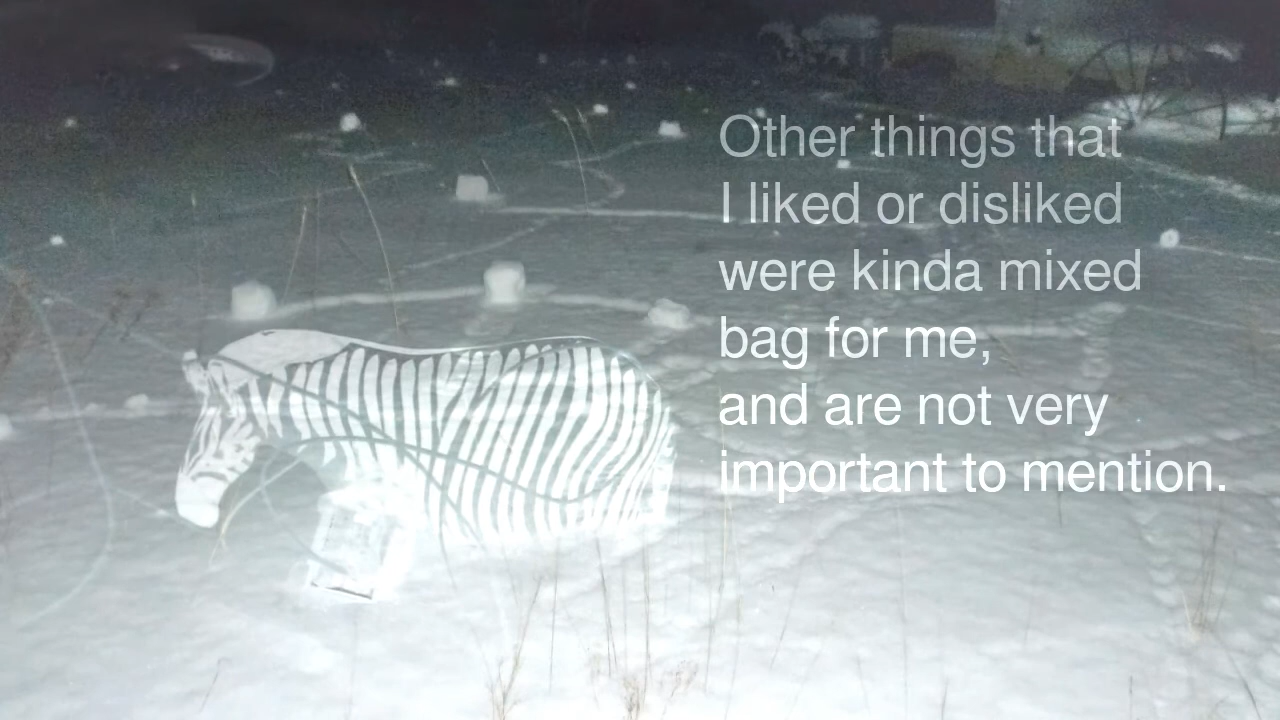 Other things that
I liked or disliked
were kinda mixed
bag for me,
and are not very
important to mention.